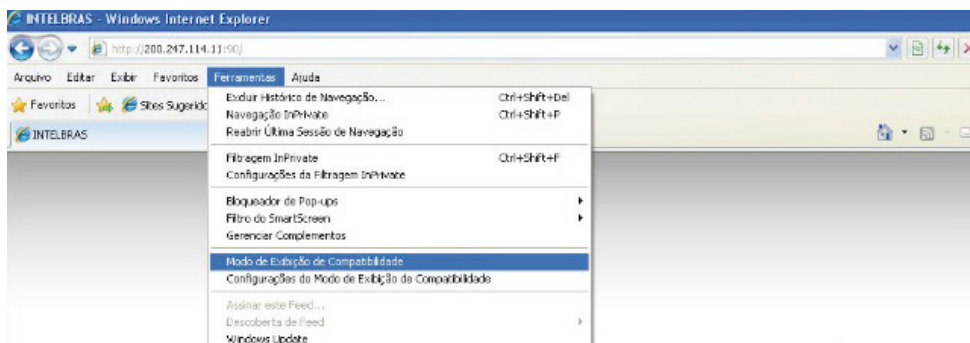 INTELBRAS - Windows Internet Explorer
http://200.247.114.11:90/
Arquivo Editar Exibir Favoritos Ferramentas Ajuda
Favoritos Sites Sugerido
INTELBRAS
Excluir Histórico de Navegação... Ctrl+Shift+Del
Navegação InPrivate Ctrl+Shift+P
Reabrir Última Sessão de Navegação
Filtragem InPrivate Ctrl+Shift+F
Configurações da Filtragem InPrivate
Bloqueador de Pop-ups
Filtro do SmartScreen
Gerenciar Complementos
Modo de Exibição de Compatibilidade
Configurações do Modo de Exibição de Compatibilidade
Assinar este Feed...
Descoberta de Feed
Windows Update